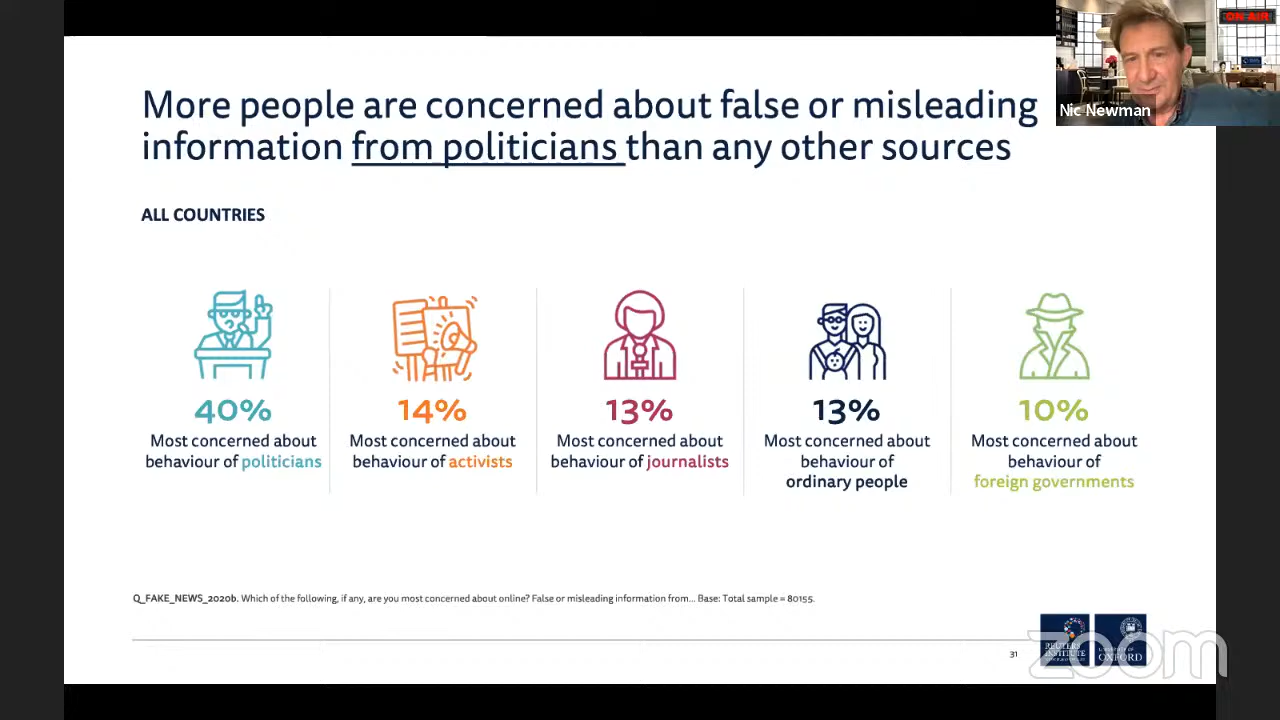 ON AIR
Nic Newman
More people are concerned about false or misleading
information from politicians than any other sources
ALL COUNTRIES
40%
Most concerned about
behaviour of politicians
14%
Most concerned about
behaviour of activists
13%
Most concerned about
behaviour of journalists
13%
Most concerned about
behaviour of
ordinary people
10%
Most concerned about
behaviour of
foreign governments
Q_FAKE_NEWS_2020b. Which of the following, if any, are you most concerned about online? False or misleading information from... Base: Total sample = 80155.
31
REUTERS
INSTITUTE
OXFORD
zoom